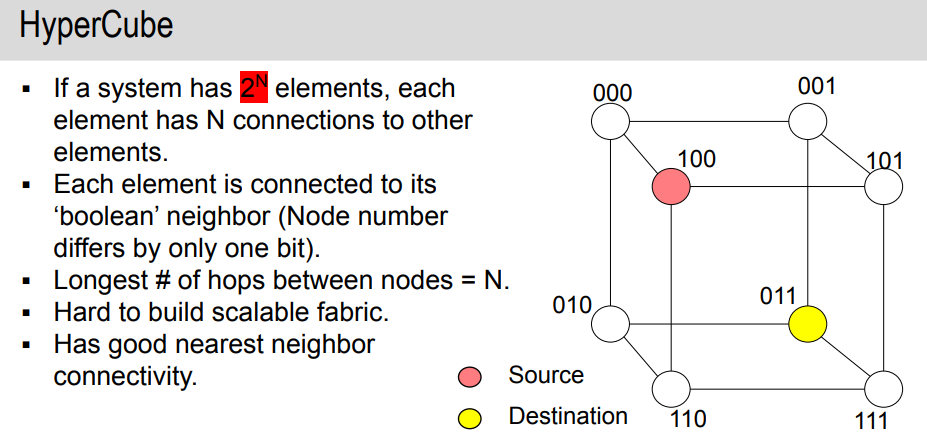 HyperCube
▪ If a system has 2^N elements, each
element has N connections to other
elements.
▪ Each element is connected to its
‘boolean’ neighbor (Node number
differs by only one bit).
▪ Longest # of hops between nodes = N.
▪ Hard to build scalable fabric.
▪ Has good nearest neighbor
connectivity.
000
001
100
101
010
011
110
111
Source
Destination